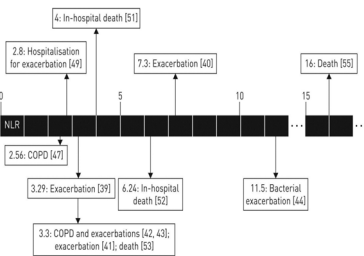 4: In-hospital death [51]
2.8: Hospitalisation
for exacerbation [49]
7.3: Exacerbation [40]
16: Death [55]
0
5
10
15
NLR
...
2.56: COPD [47]
3.29: Exacerbation [39]
6.24: In-hospital
death [52]
11.5: Bacterial
exacerbation [44]
3.3: COPD and exacerbations [42, 43];
exacerbation [41]; death [53]